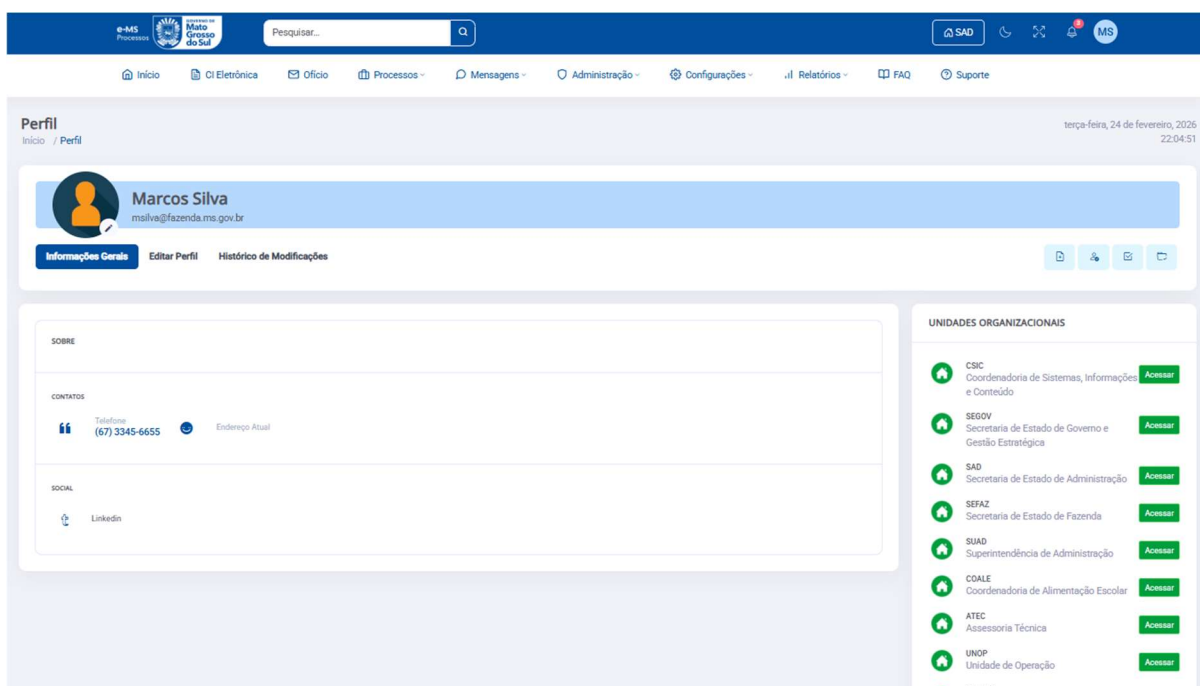 e-MS
Processos
GOVERNO DE
Mato
Grosso
do Sul
Pesquisar...
SAD
3
MS
Início
CI Eletrônica
Ofício
Processos
Mensagens
Administração
Configurações
Relatórios
FAQ
Suporte
Perfil
Início / Perfil
terça-feira, 24 de fevereiro, 2026
22:04:51
Marcos Silva
msilva@fazenda.ms.gov.br
Informações Gerais
Editar Perfil
Histórico de Modificações
SOBRE
CONTATOS
Telefone
(67) 3345-6655
Endereço Atual
SOCIAL
Linkedin
UNIDADES ORGANIZACIONAIS
CSIC
Coordenadoria de Sistemas, Informações
e Conteúdo
Acessar
SEGOV
Secretaria de Estado de Governo e
Gestão Estratégica
Acessar
SAD
Secretaria de Estado de Administração
Acessar
SEFAZ
Secretaria de Estado de Fazenda
Acessar
SUAD
Superintendência de Administração
Acessar
COALE
Coordenadoria de Alimentação Escolar
Acessar
ATEC
Assessoria Técnica
Acessar
UNOP
Unidade de Operação
Acessar